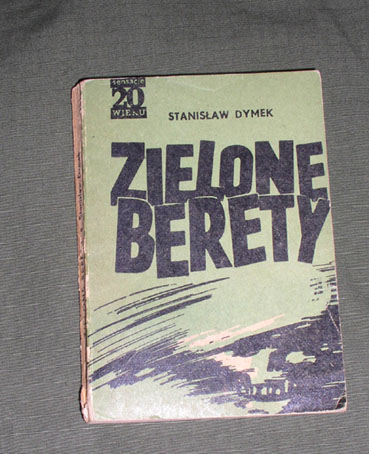 sensacje
20
WIEKU
STANISŁAW DYMEK
ZIELONE
BERETY